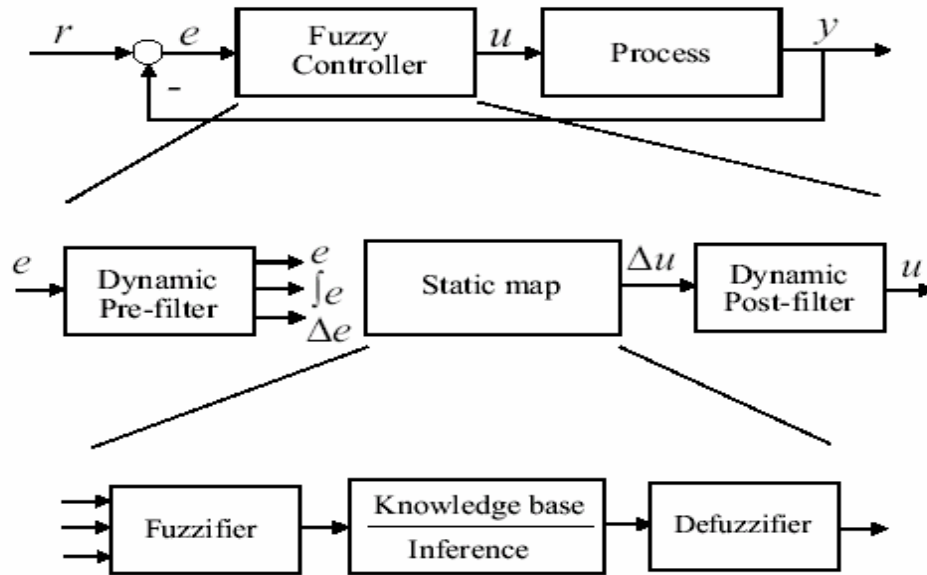 r
e
Fuzzy
Controller
u
Process
y
-
e
Dynamic
Pre-filter
e
∫e
Δe
Static map
Δu
Dynamic
Post-filter
u
Fuzzifier
Knowledge base
Inference
Defuzzifier